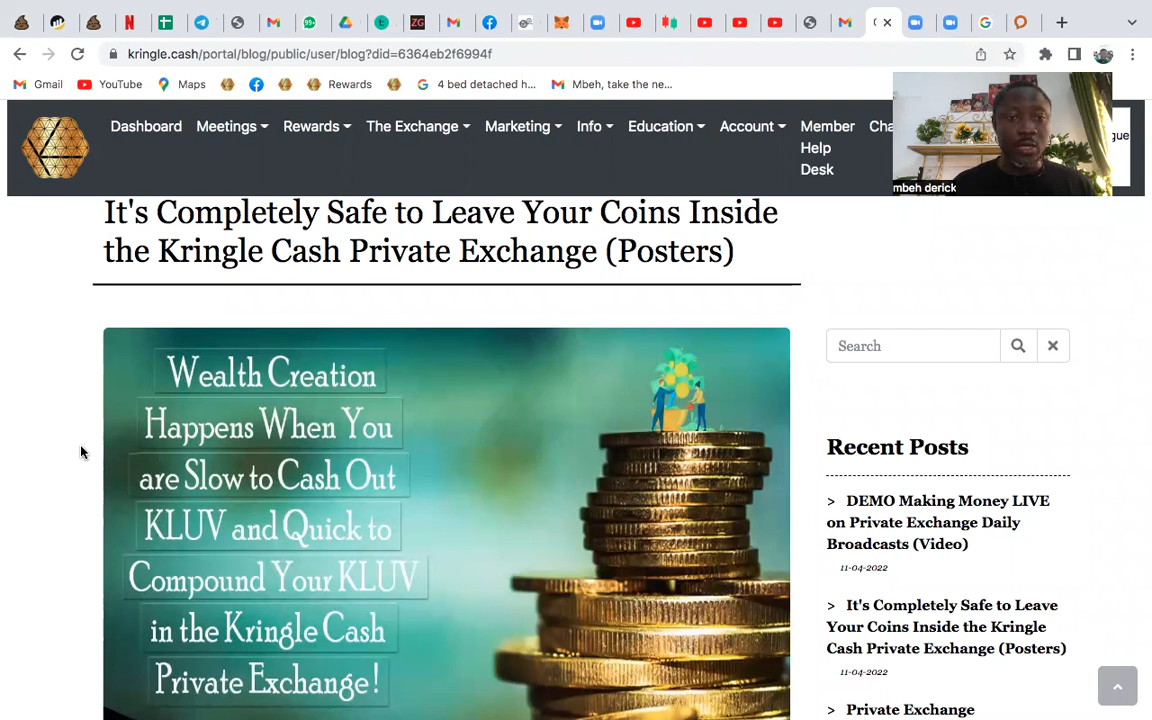 99+
ZG
kringle.cash/portal/blog/public/user/blog?did=6364eb2f6994f
Gmail
YouTube
Maps
Rewards
4 bed detached h...
Mbeh, take the ne...
Dashboard
Meetings
Rewards
The Exchange
Marketing
Info
Education
Account
Member
Help
Desk
Cha
gue
mbeh derick
It's Completely Safe to Leave Your Coins Inside
the Kringle Cash Private Exchange (Posters)
Wealth Creation
Happens When You
are Slow to Cash Out
KLUV and Quick to
Compound Your KLUV
in the Kringle Cash
Private Exchange!
Search
Recent Posts
> DEMO Making Money LIVE
on Private Exchange Daily
Broadcasts (Video)
11-04-2022
> It's Completely Safe to Leave
Your Coins Inside the Kringle
Cash Private Exchange (Posters)
11-04-2022
> Private Exchange